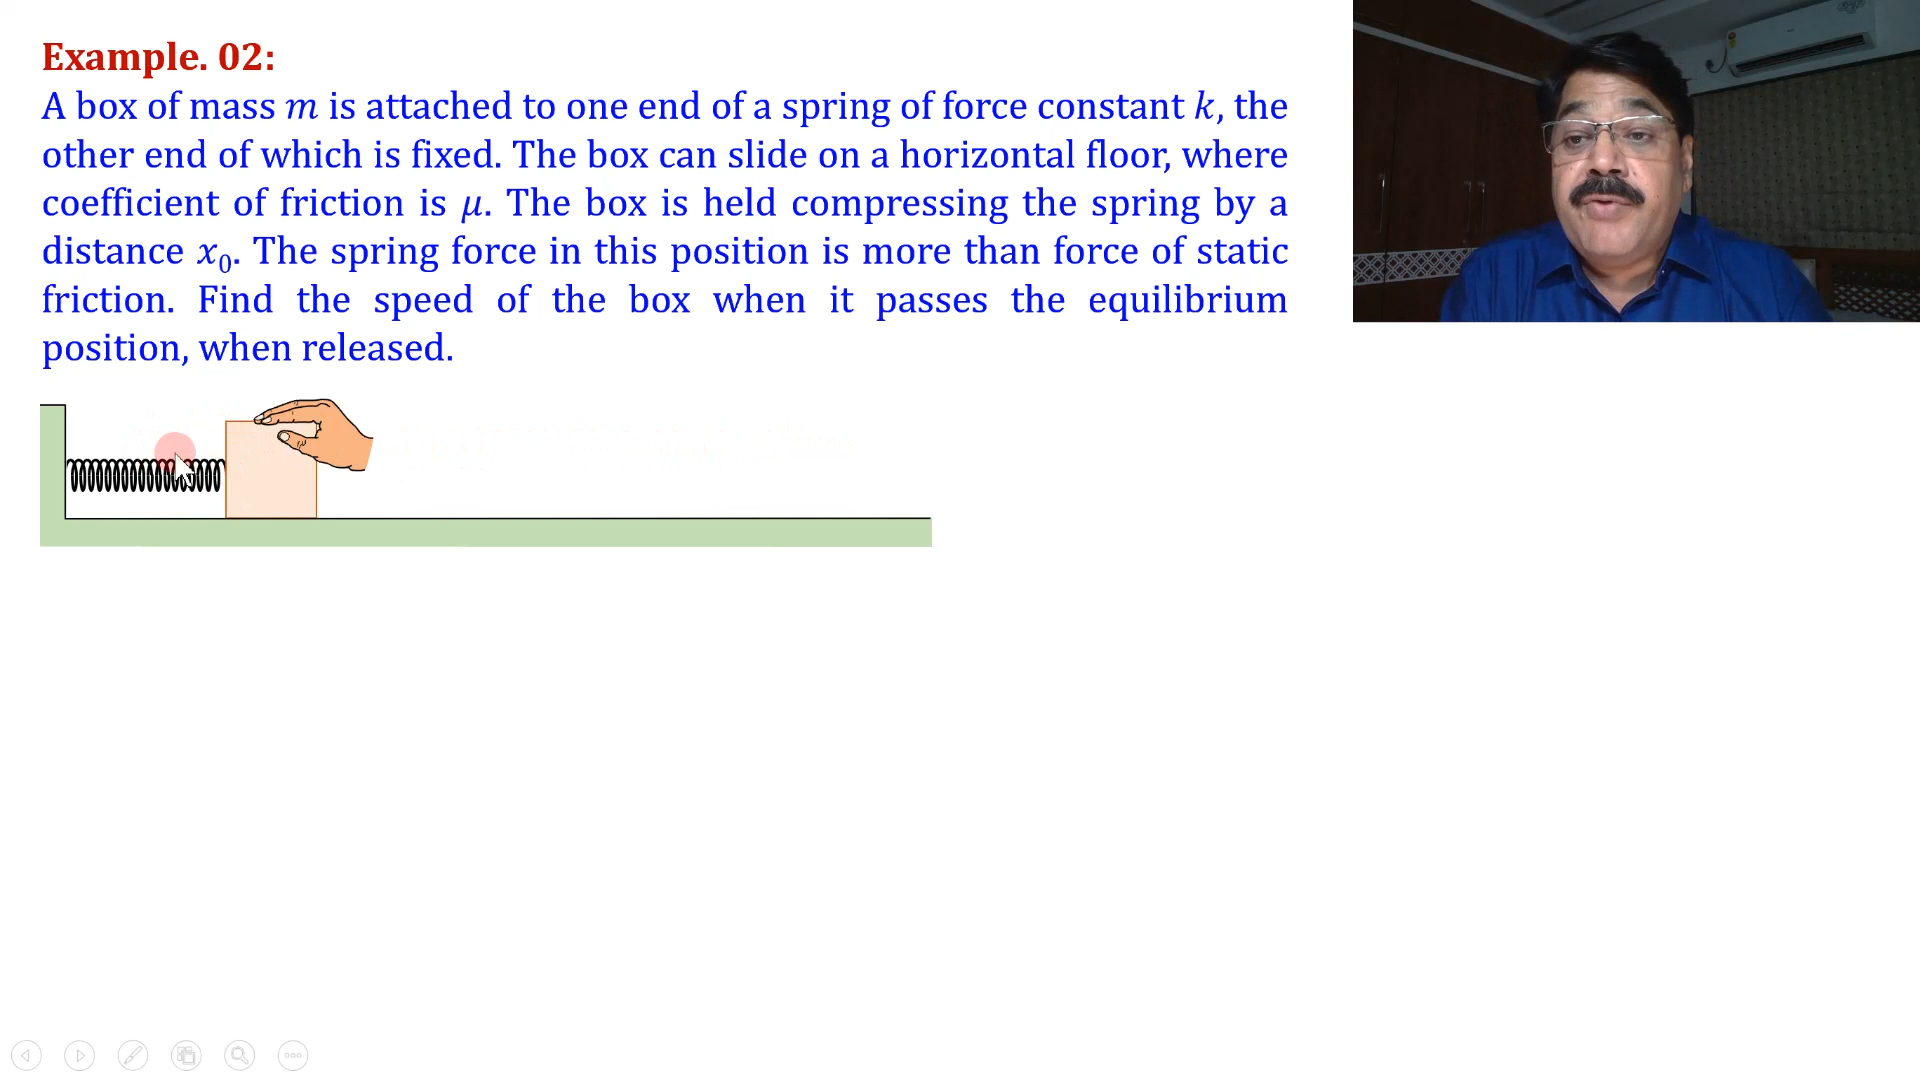 Example. 02:
A box of mass m is attached to one end of a spring of force constant k, the
other end of which is fixed. The box can slide on a horizontal floor, where
coefficient of friction is μ. The box is held compressing the spring by a
distance x₀. The spring force in this position is more than force of static
friction. Find the speed of the box when it passes the equilibrium
position, when released.